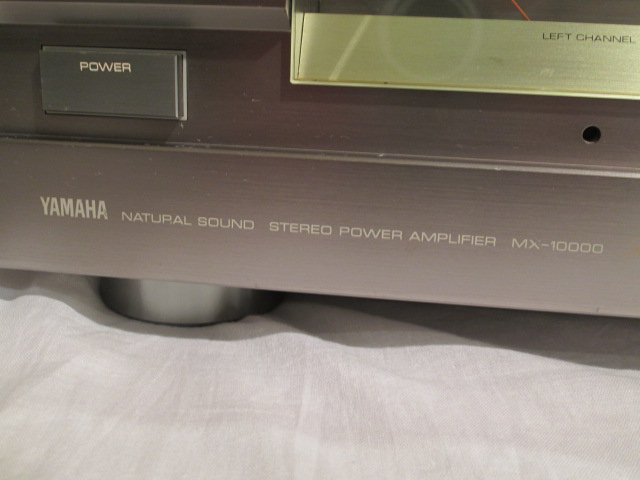 POWER
LEFT CHANNEL
YAMAHA NATURAL SOUND STEREO POWER AMPLIFIER MX-10000